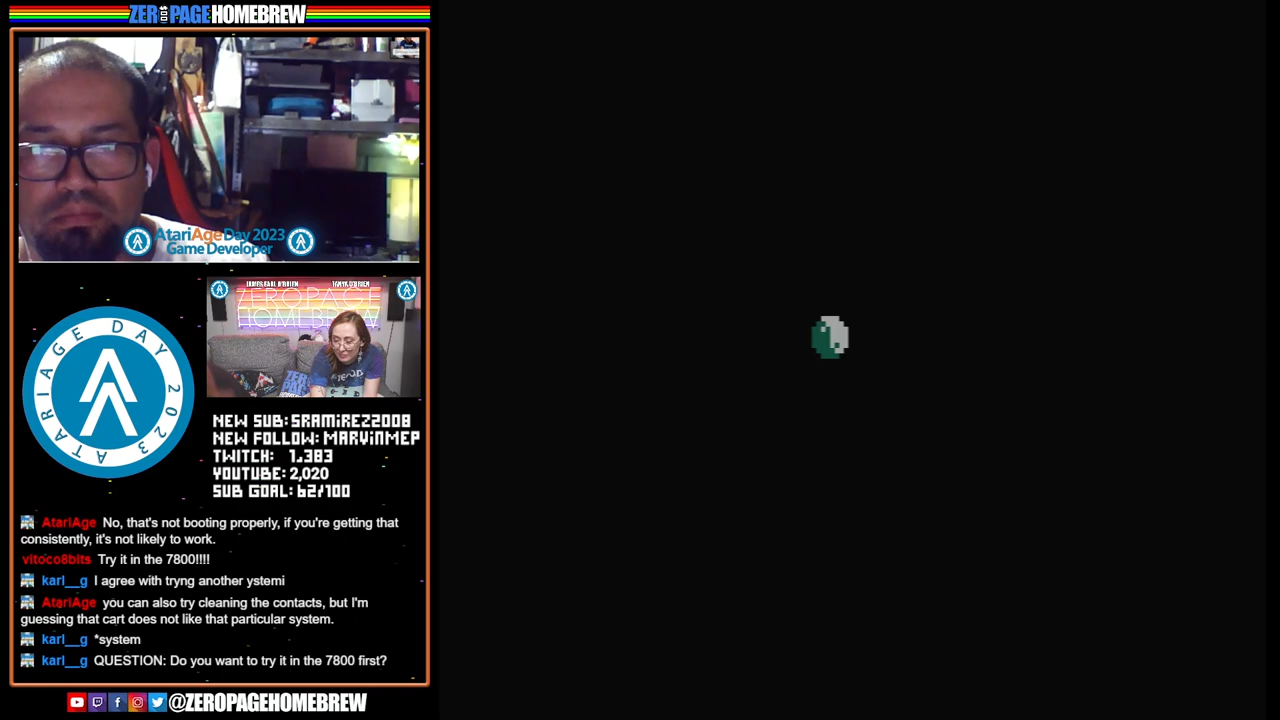 ZEROPAGE HOMEBREW
AtariAge Day 2023
Game Developer
ATARIAGE DAY 2023
TANYA O'BRIEN
ZEROPAGE
HOMEBREW
NEW SUB: SRAMIREZ2008
NEW FOLLOW: MARVINMEP
TWITCH: 1,383
YOUTUBE: 2,020
SUB GOAL: 62/100
AtariAge No, that's not booting properly, if you're getting that
consistently, it's not likely to work.
vitoco8bits Try it in the 7800!!!!
karl__g I agree with tryng another ystemi
AtariAge you can also try cleaning the contacts, but I'm
guessing that cart does not like that particular system.
karl__g *system
karl__g QUESTION: Do you want to try it in the 7800 first?
@ZEROPAGEHOMEBREW